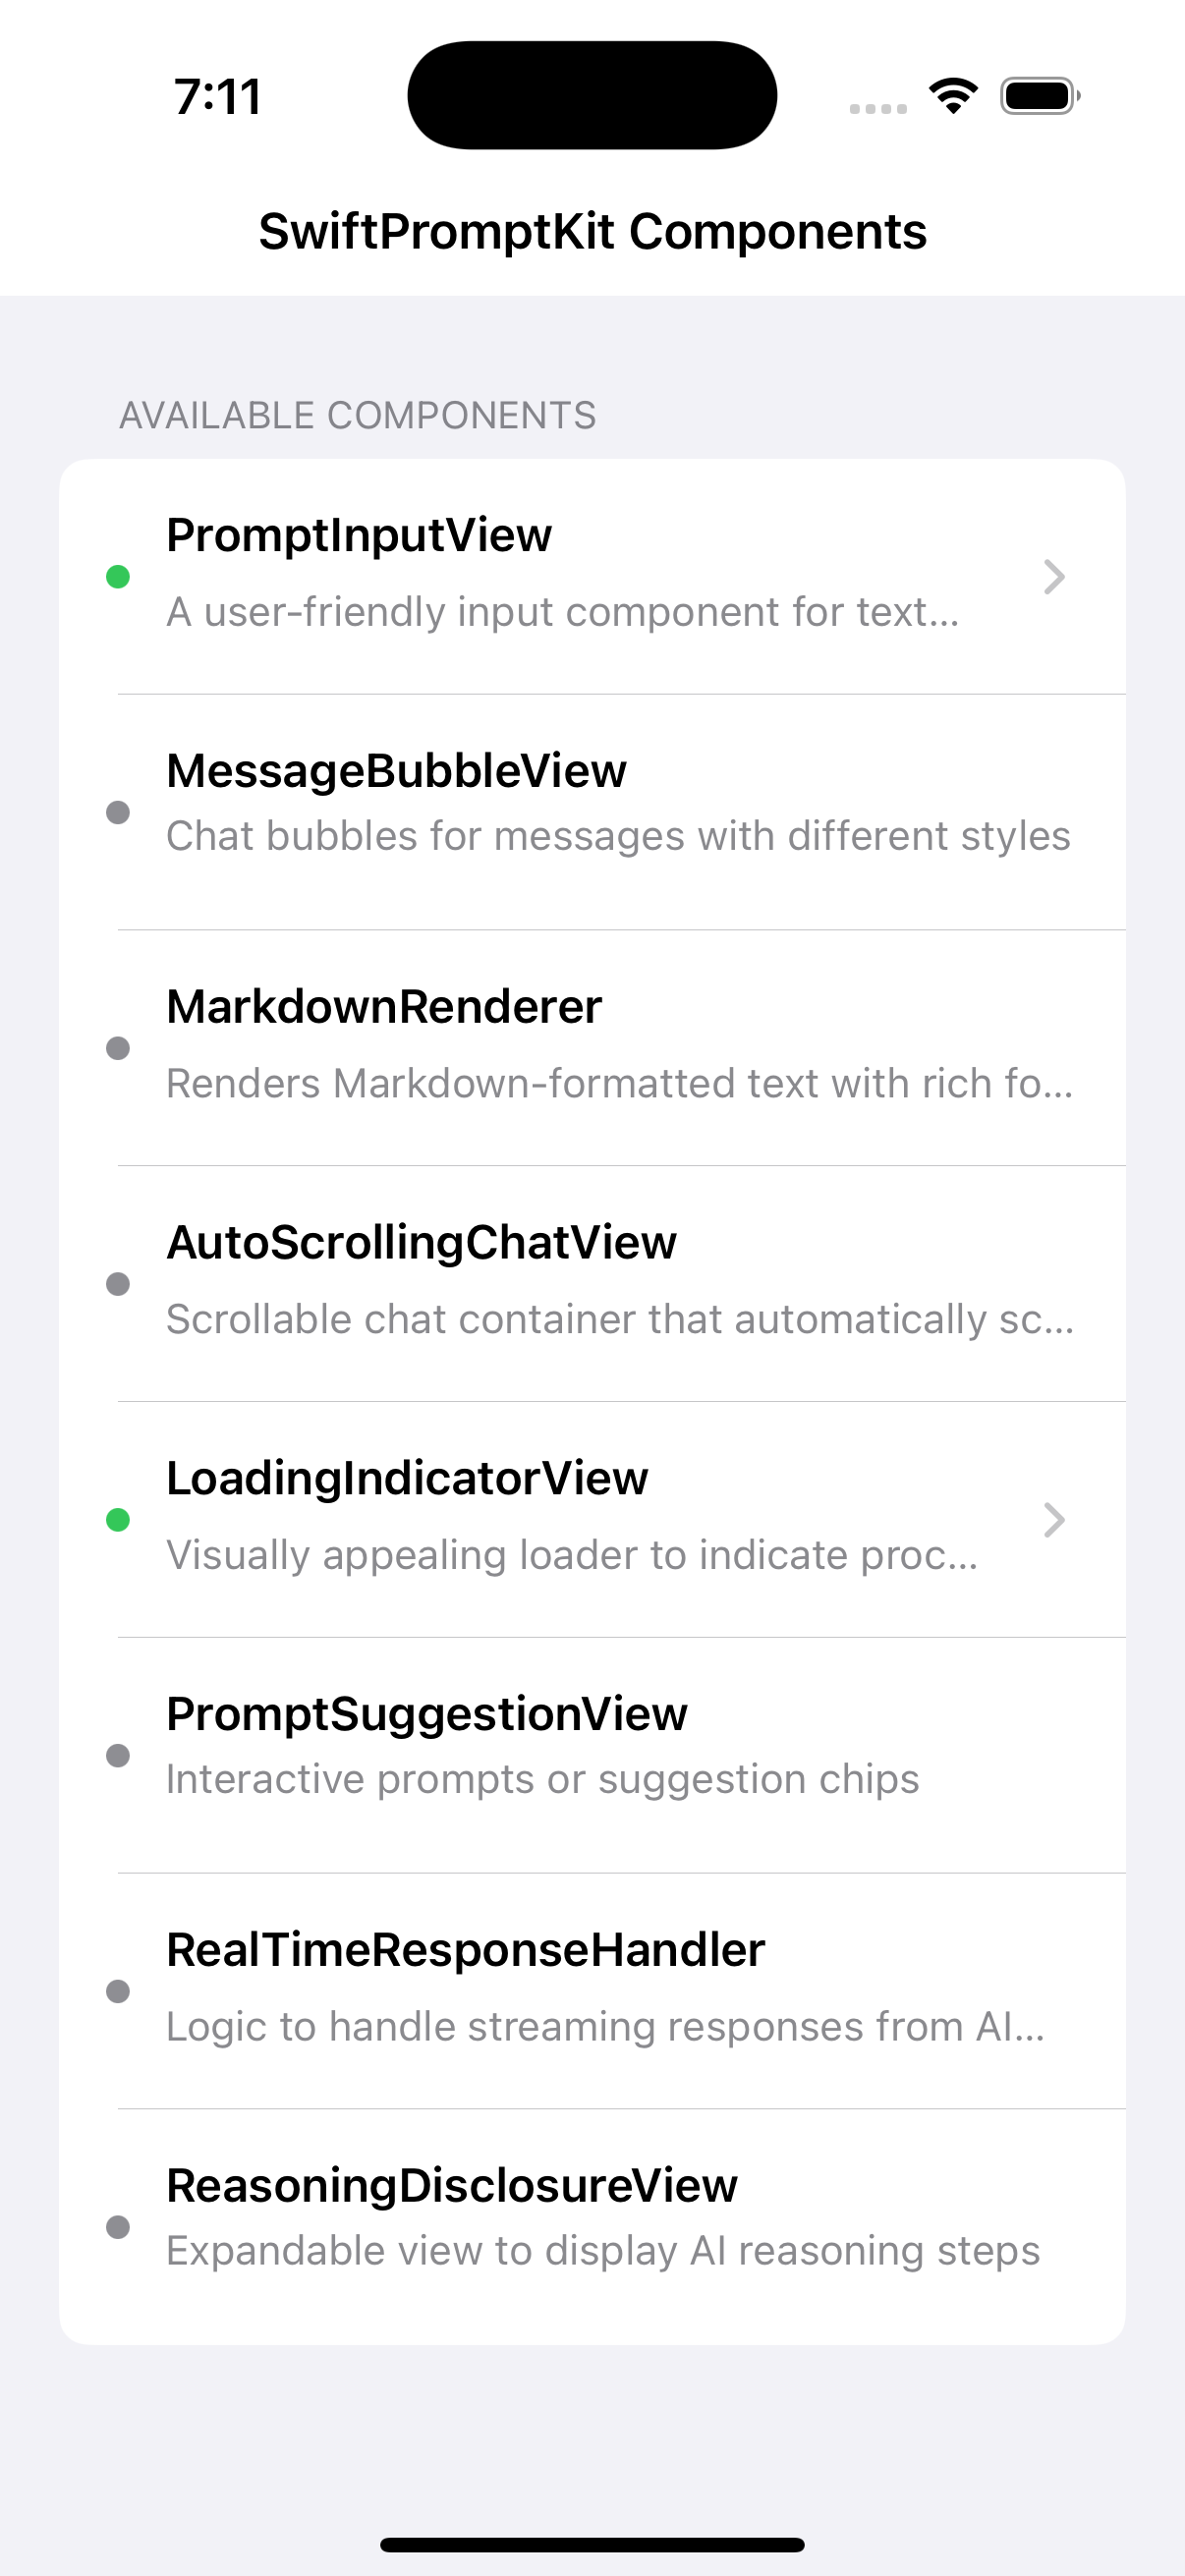 7:11
SwiftPromptKit Components
AVAILABLE COMPONENTS
PromptInputView
A user-friendly input component for text...
MessageBubbleView
Chat bubbles for messages with different styles
MarkdownRenderer
Renders Markdown-formatted text with rich fo...
AutoScrollingChatView
Scrollable chat container that automatically sc...
LoadingIndicatorView
Visually appealing loader to indicate proc...
PromptSuggestionView
Interactive prompts or suggestion chips
RealTimeResponseHandler
Logic to handle streaming responses from AI...
ReasoningDisclosureView
Expandable view to display AI reasoning steps